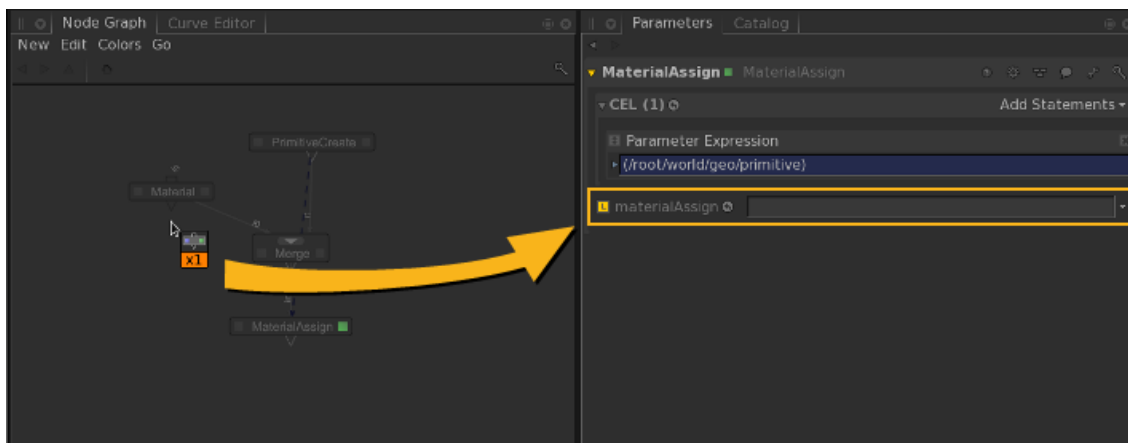 Node Graph
Curve Editor
New Edit Colors Go
PrimitiveCreate
Material
x1
Merge
MaterialAssign
Parameters
Catalog
MaterialAssign MaterialAssign
CEL (1)
Add Statements
Parameter Expression
(/root/world/geo/primitive)
materialAssign